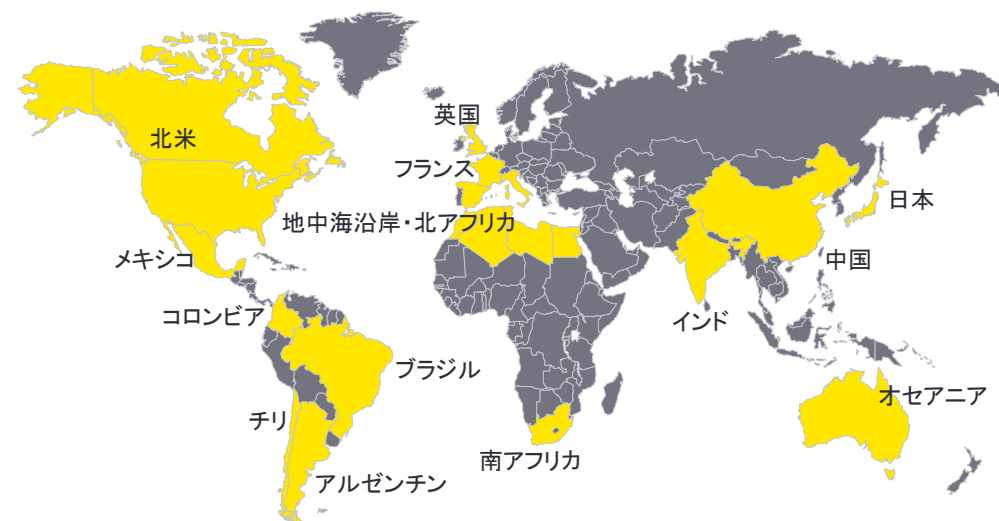 英国
北米
フランス
日本
地中海沿岸・北アフリカ
メキシコ
中国
コロンビア
インド
ブラジル
オセアニア
チリ
南アフリカ
アルゼンチン